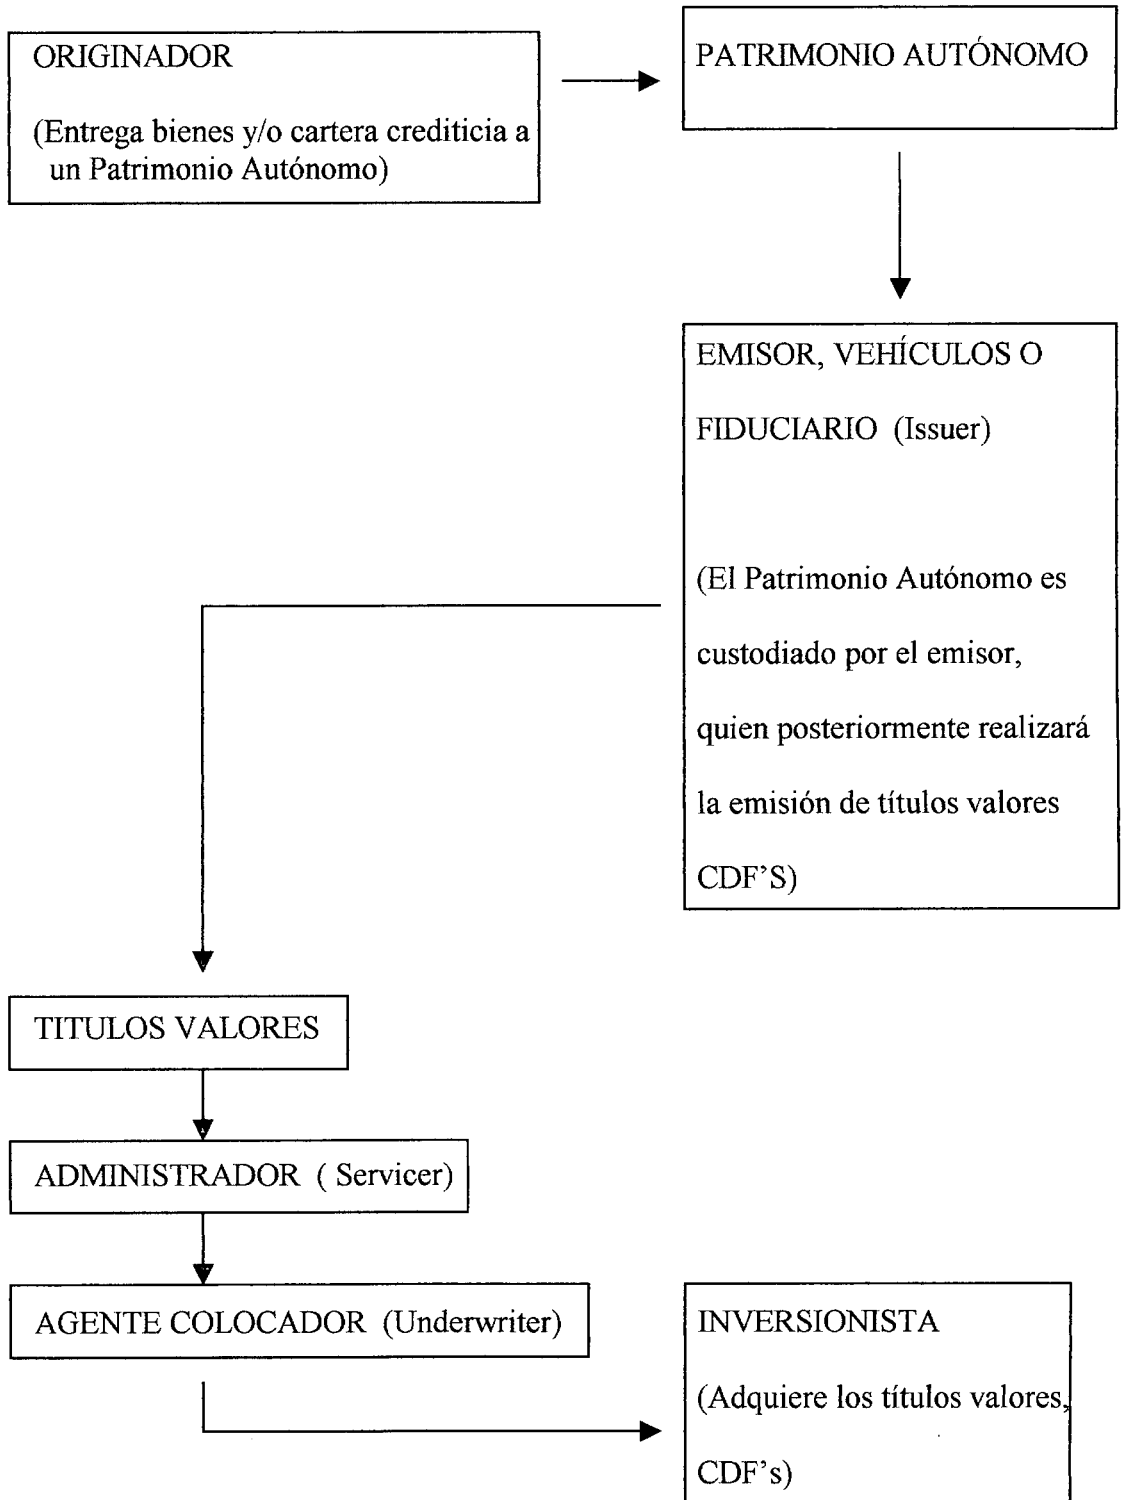 ORIGINADOR
(Entrega bienes y/o cartera crediticia a
un Patrimonio Autónomo)
PATRIMONIO AUTÓNOMO
EMISOR, VEHÍCULOS O
FIDUCIARIO (Issuer)
(El Patrimonio Autónomo es
custodiado por el emisor,
quien posteriormente realizará
la emisión de títulos valores
CDF'S)
TITULOS VALORES
ADMINISTRADOR ( Servicer)
AGENTE COLOCADOR (Underwriter)
INVERSIONISTA
(Adquiere los títulos valores,
CDF's)